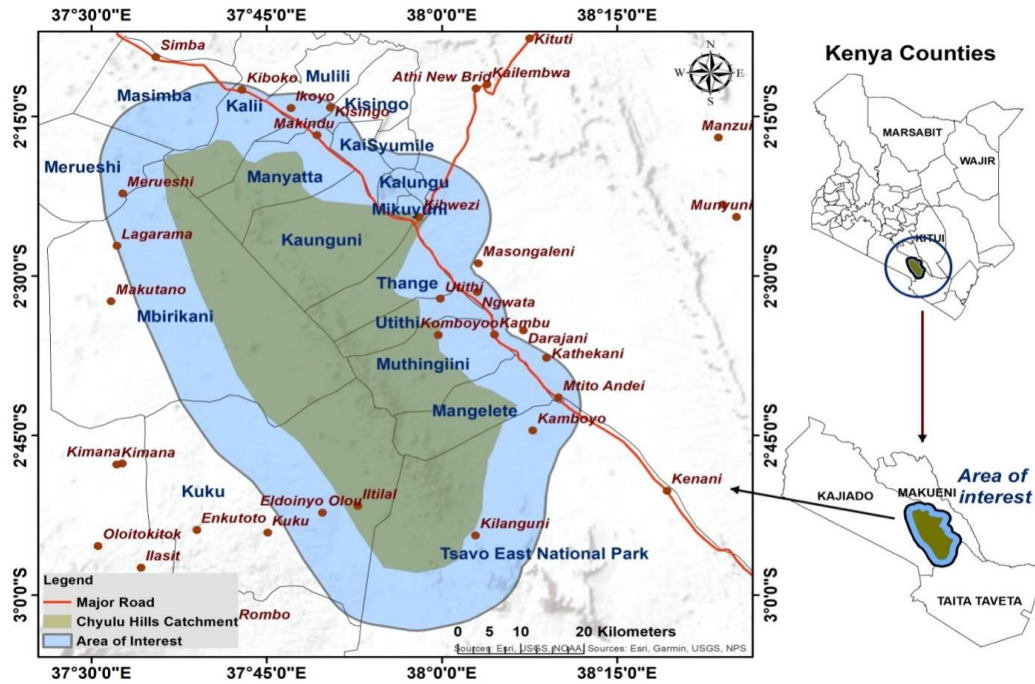 37°30'0"E 37°45'0"E 38°0'0"E 38°15'0"E
Kenya Counties
Simba
Kituti
Kiboko
Mulili
Athi New Brid
Kailembwa
N
W E
S
Masimba
Kalii
Ikoyo
Kisingo
Kisingo
Makindu
Manzui
2°15'0"S
2°15'0"S
MARSABIT
WAJIR
KaiSyumile
Merueshi
Manyatta
Kalungu
Merueshi
Mikuyuni
Kibwezi
Munyuni
KITUI
Lagarama
Kaunguni
Masongaleni
2°30'0"S
2°30'0"S
Makutano
Mbirikani
Thange
Utithi
Ngwata
Utithi
Komboyoo
Kambu
Darajani
Kathekani
Muthingiini
Mtito Andei
Mangelete
Kamboyo
2°45'0"S
2°45'0"S
Kimana
Kimana
Kenani
KAJIADO
MAKUENI
Area of
interest
Kuku
Eldoinyo Olou
Iltilal
Enkutoto
Kuku
Oloitokitok
Ilasit
Kilanguni
Tsavo East National Park
TAITA TAVETA
3°0'0"S
3°0'0"S
Legend
Major Road
Chyulu Hills Catchment
Area of Interest
Rombo
0 5 10 20 Kilometers
Sources: Esri, USGS, NOAA Sources: Esri, Garmin, USGS, NPS
37°30'0"E 37°45'0"E 38°0'0"E 38°15'0"E